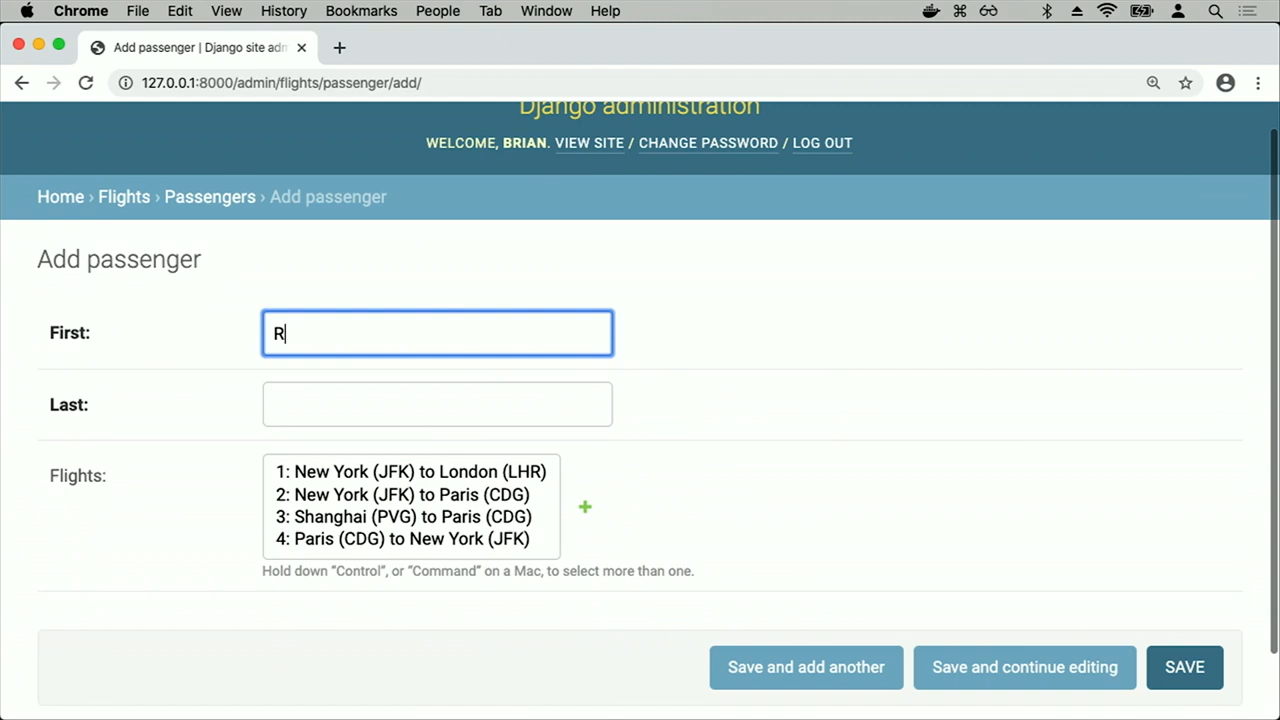 Chrome File Edit View History Bookmarks People Tab Window Help
Add passenger | Django site adm
127.0.0.1:8000/admin/flights/passenger/add/
Django administration
WELCOME, BRIAN. VIEW SITE / CHANGE PASSWORD / LOG OUT
Home › Flights › Passengers › Add passenger
Add passenger
First: R
Last:
Flights:
1: New York (JFK) to London (LHR)
2: New York (JFK) to Paris (CDG)
3: Shanghai (PVG) to Paris (CDG)
4: Paris (CDG) to New York (JFK)
Hold down “Control”, or “Command” on a Mac, to select more than one.
Save and add another Save and continue editing SAVE